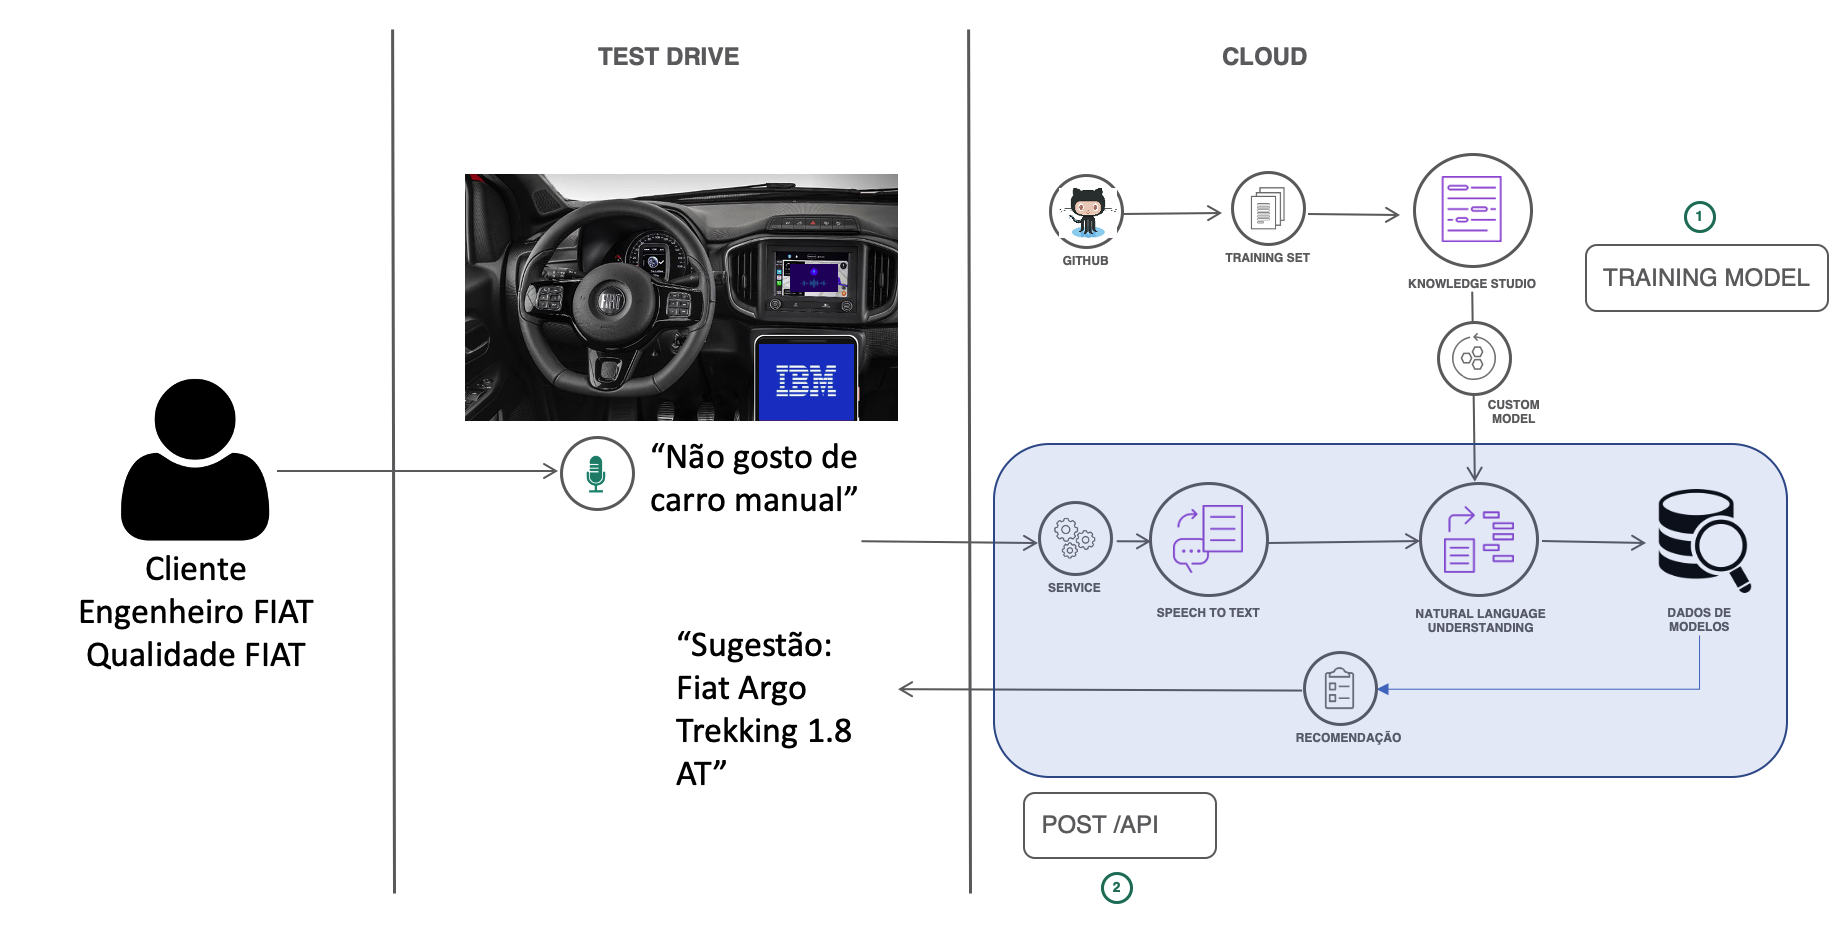 TEST DRIVE
CLOUD
GITHUB
TRAINING SET
KNOWLEDGE STUDIO
1
TRAINING MODEL
CUSTOM
MODEL
FIAT
IBM
“Não gosto de
carro manual”
Cliente
Engenheiro FIAT
Qualidade FIAT
SERVICE
SPEECH TO TEXT
NATURAL LANGUAGE
UNDERSTANDING
DADOS DE
MODELOS
“Sugestão:
Fiat Argo
Trekking 1.8
AT”
RECOMENDAÇÃO
POST /API
2